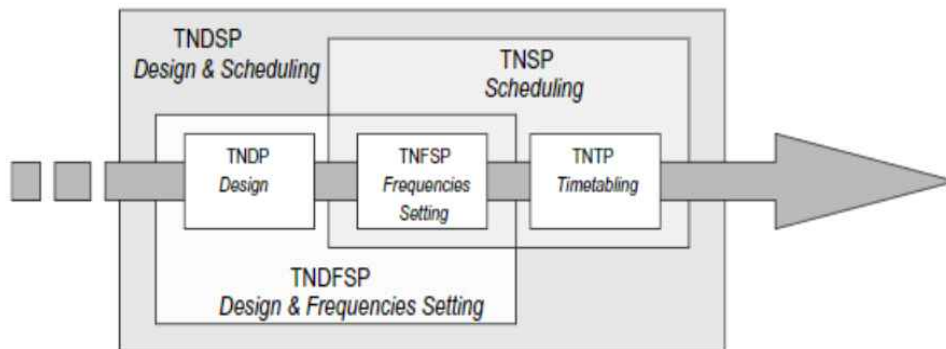 TNDSP
Design & Scheduling
TNSP
Scheduling
TNDP
Design
TNFSP
Frequencies
Setting
TNTP
Timetabling
TNDFSP
Design & Frequencies Setting